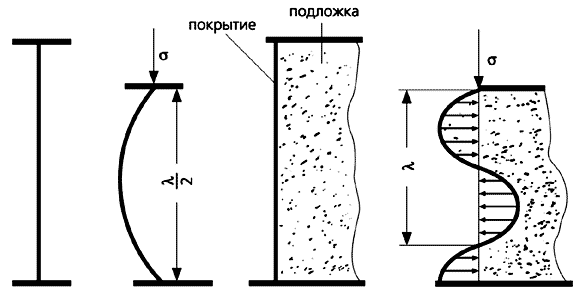 подложка
покрытие
σ
λ/2
σ
λ